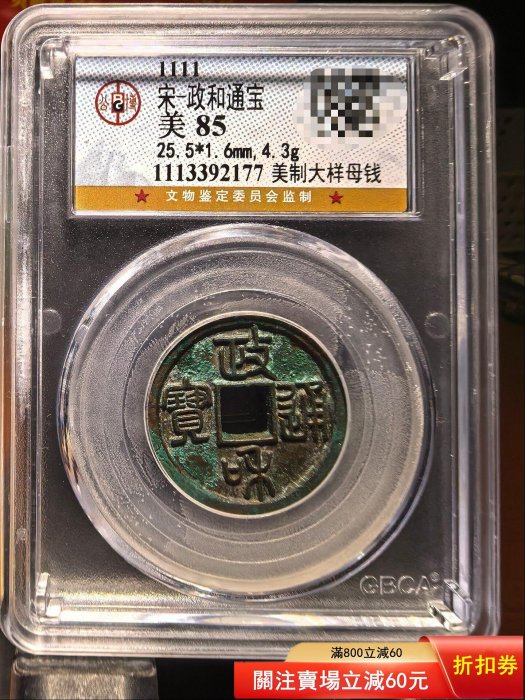 1111
宋 政和通宝
美 85
25.5*1.6mm,4.3g
1113392177 美制大样母钱
★ 文物鉴定委员会监制 ★
公 博
政
寶 通
和
GBCA
滿800立減60
關注賣場立減60元
折扣券